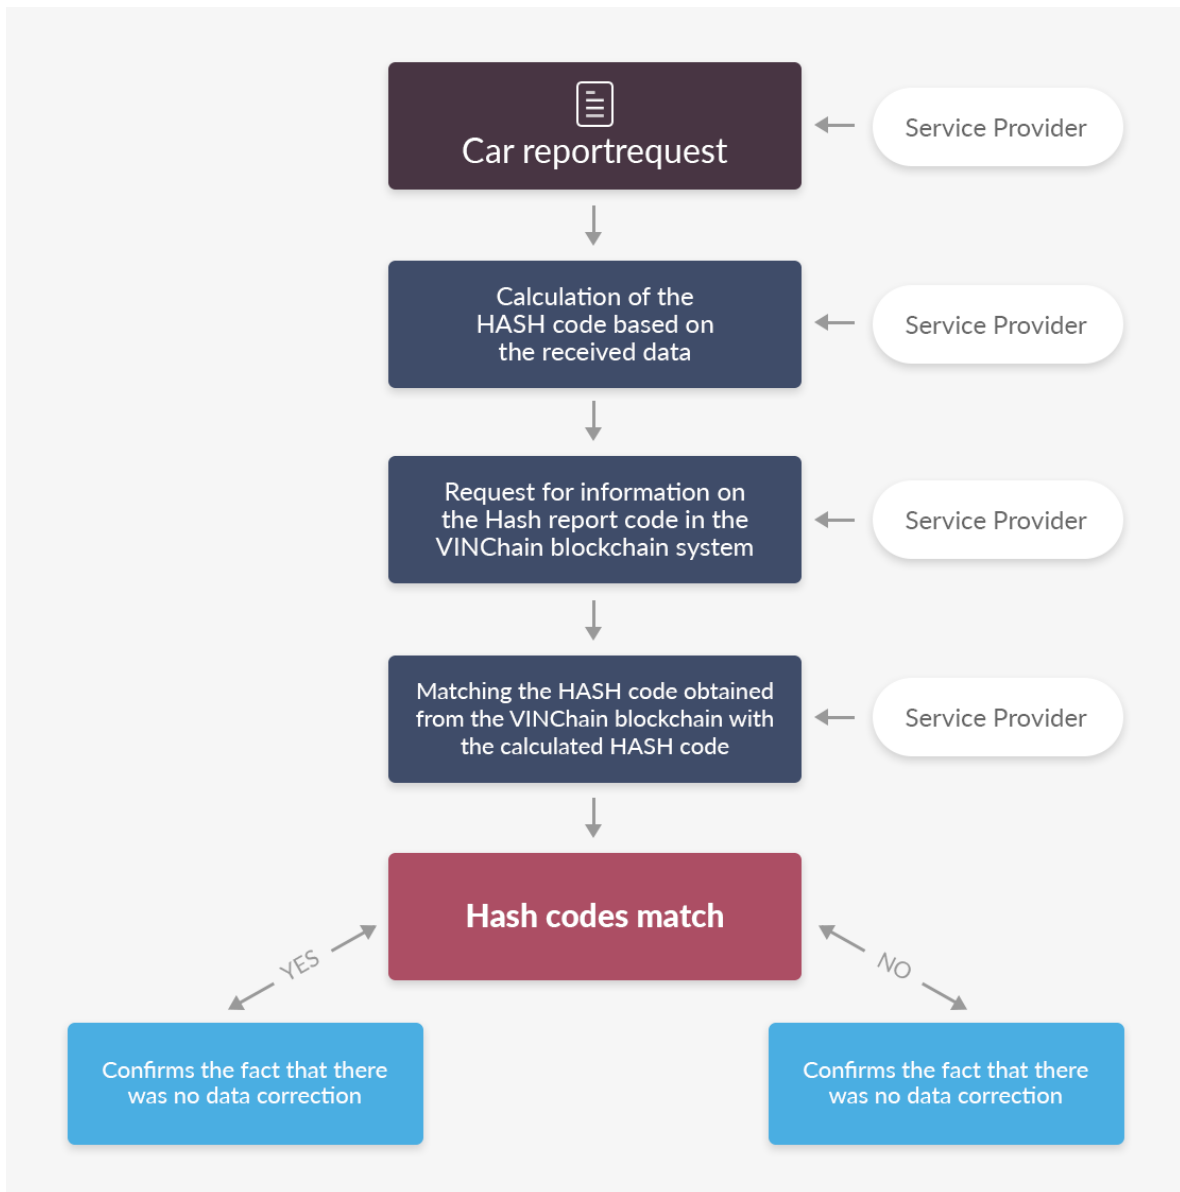 Car reportrequest
Service Provider
Calculation of the
HASH code based on
the received data
Service Provider
Request for information on
the Hash report code in the
VINChain blockchain system
Service Provider
Matching the HASH code obtained
from the VINChain blockchain with
the calculated HASH code
Service Provider
Hash codes match
YES
NO
Confirms the fact that there
was no data correction
Confirms the fact that there
was no data correction